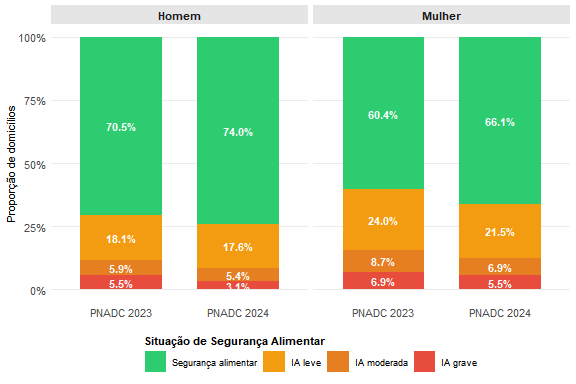 Homem Mulher
100%
75%
50%
25%
0%
Proporção de domicílios
70.5% 74.0% 60.4% 66.1%
18.1% 17.6% 24.0% 21.5%
5.9% 5.4% 8.7% 6.9%
5.5% 3.1% 6.9% 5.5%
PNADC 2023 PNADC 2024 PNADC 2023 PNADC 2024
Situação de Segurança Alimentar
Segurança alimentar IA leve IA moderada IA grave